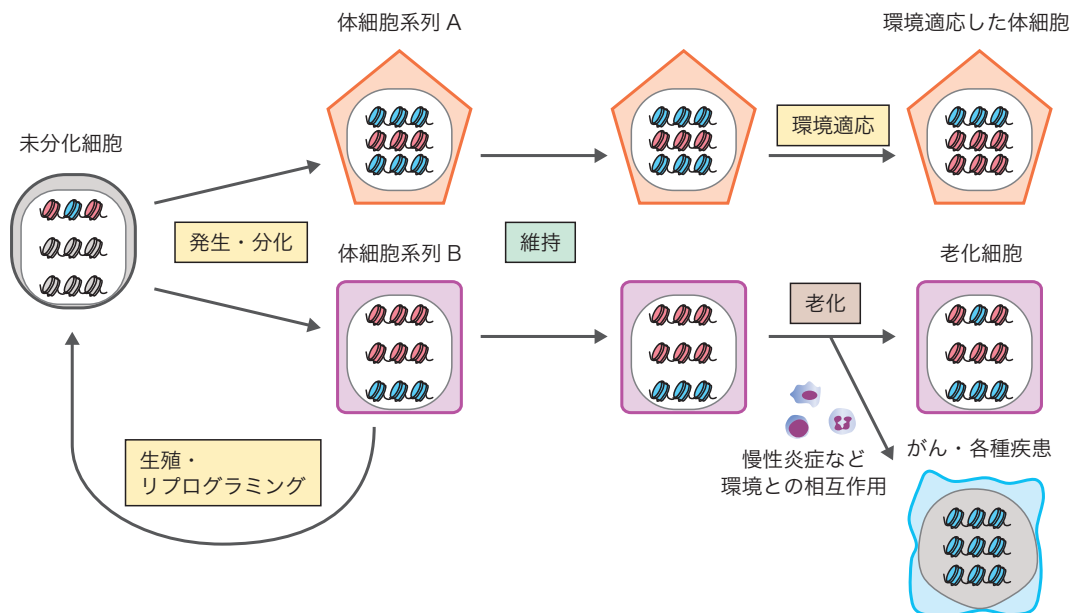 体細胞系列 A
環境適応した体細胞
環境適応
未分化細胞
発生・分化
維持
体細胞系列 B
老化細胞
老化
生殖・
リプログラミング
慢性炎症など
環境との相互作用
がん・各種疾患